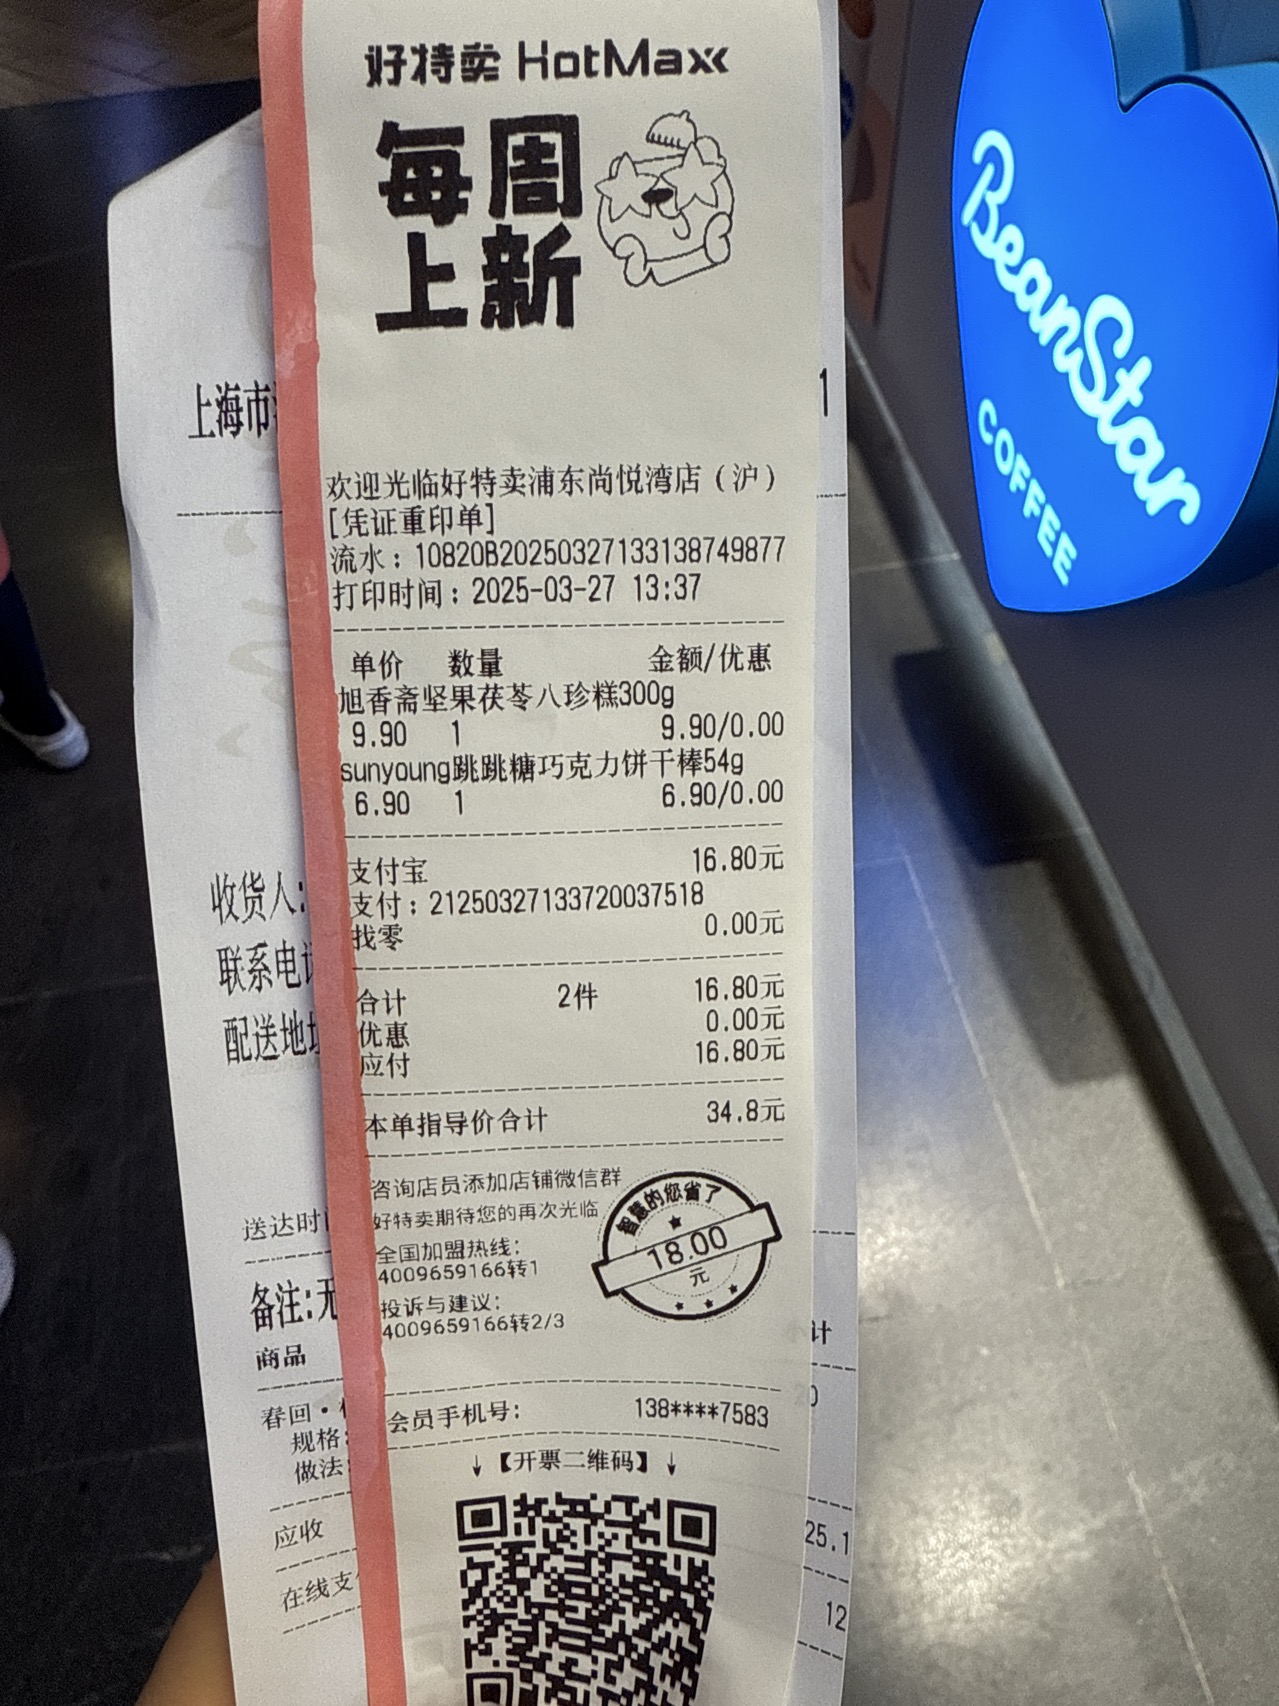 好特卖 HotMaxx
每周
上新
欢迎光临好特卖浦东尚悦湾店（沪）
[凭证重印单]
流水：10820B20250327133138749877
打印时间：2025-03-27 13:37
单价 数量 金额/优惠
旭香斋坚果茯苓八珍糕300g
9.90 1 9.90/0.00
sunyoung跳跳糖巧克力饼干棒54g
6.90 1 6.90/0.00
支付宝 16.80元
支付：21250327133720037518
找零 0.00元
合计 2件 16.80元
优惠 0.00元
应付 16.80元
本单指导价合计 34.8元
咨询店员添加店铺微信群
好特卖期待您的再次光临
全国加盟热线：
4009659166转1
投诉与建议：
4009659166转2/3
智慧的您省了
18.00
元
会员手机号： 138****7583
↓【开票二维码】↓
上海市
1
收货人:
联系电
配送地
送达时
备注:无
商品
计
春回·
0
规格:
做法
应收
25.1
在线支
12
BeanStar
COFFEE